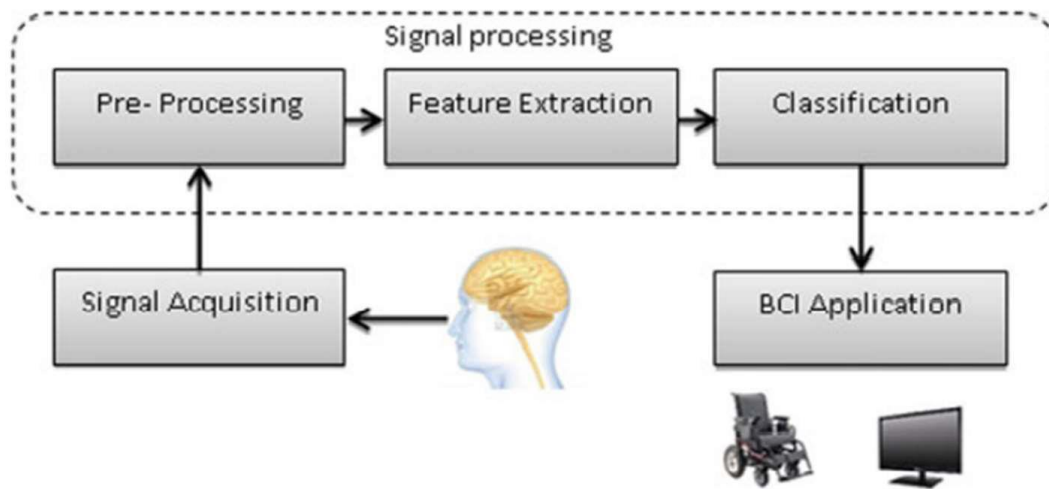 Signal processing
Pre- Processing
Feature Extraction
Classification
Signal Acquisition
BCI Application